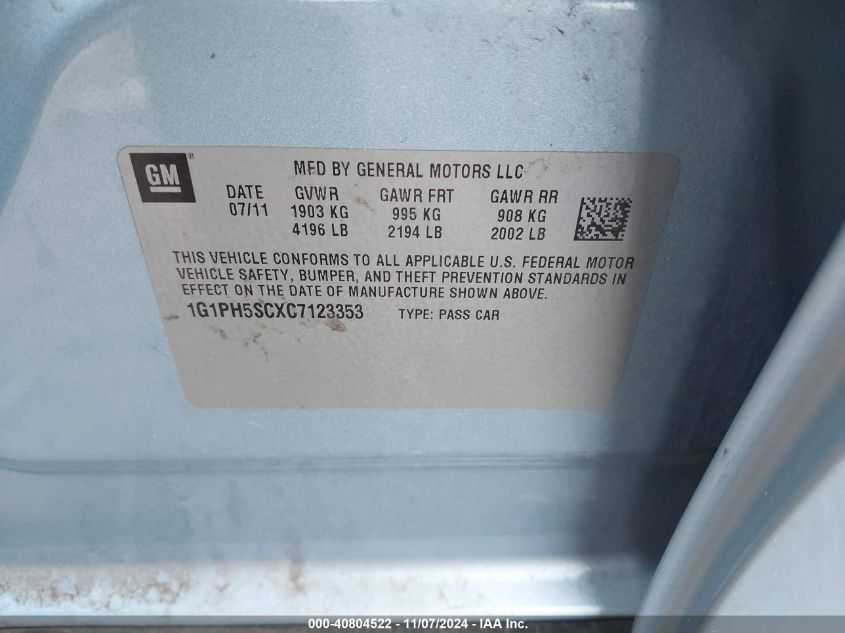 GM
MFD BY GENERAL MOTORS LLC
DATE GVWR GAWR FRT GAWR RR
07/11 1903 KG 995 KG 908 KG
4196 LB 2194 LB 2002 LB
THIS VEHICLE CONFORMS TO ALL APPLICABLE U.S. FEDERAL MOTOR
VEHICLE SAFETY, BUMPER, AND THEFT PREVENTION STANDARDS IN
EFFECT ON THE DATE OF MANUFACTURE SHOWN ABOVE.
1G1PH5SCXC7123353 TYPE: PASS CAR
000-40804522 - 11/07/2024 - IAA Inc.